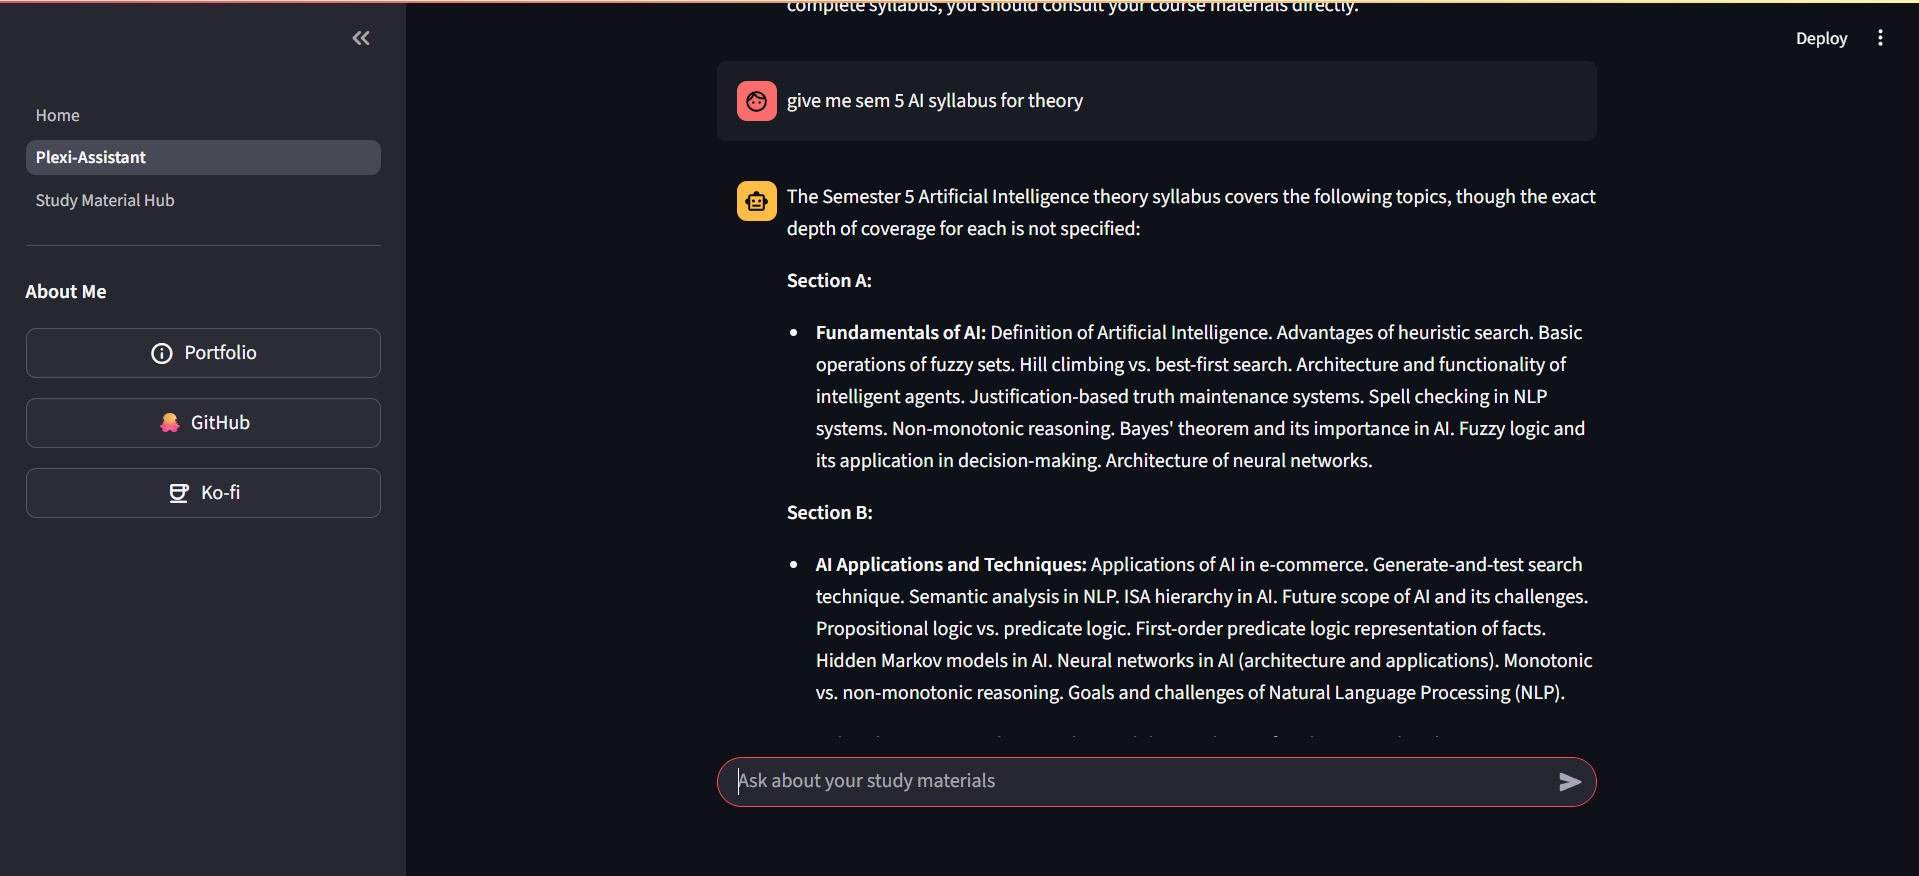 complete syllabus, you should consult your course materials directly.
Deploy
Home
Plexi-Assistant
Study Material Hub
About Me
Portfolio
GitHub
Ko-fi
give me sem 5 AI syllabus for theory
The Semester 5 Artificial Intelligence theory syllabus covers the following topics, though the exact
depth of coverage for each is not specified:
Section A:
Fundamentals of AI: Definition of Artificial Intelligence. Advantages of heuristic search. Basic
operations of fuzzy sets. Hill climbing vs. best-first search. Architecture and functionality of
intelligent agents. Justification-based truth maintenance systems. Spell checking in NLP
systems. Non-monotonic reasoning. Bayes' theorem and its importance in AI. Fuzzy logic and
its application in decision-making. Architecture of neural networks.
Section B:
AI Applications and Techniques: Applications of AI in e-commerce. Generate-and-test search
technique. Semantic analysis in NLP. ISA hierarchy in AI. Future scope of AI and its challenges.
Propositional logic vs. predicate logic. First-order predicate logic representation of facts.
Hidden Markov models in AI. Neural networks in AI (architecture and applications). Monotonic
vs. non-monotonic reasoning. Goals and challenges of Natural Language Processing (NLP).
Ask about your study materials